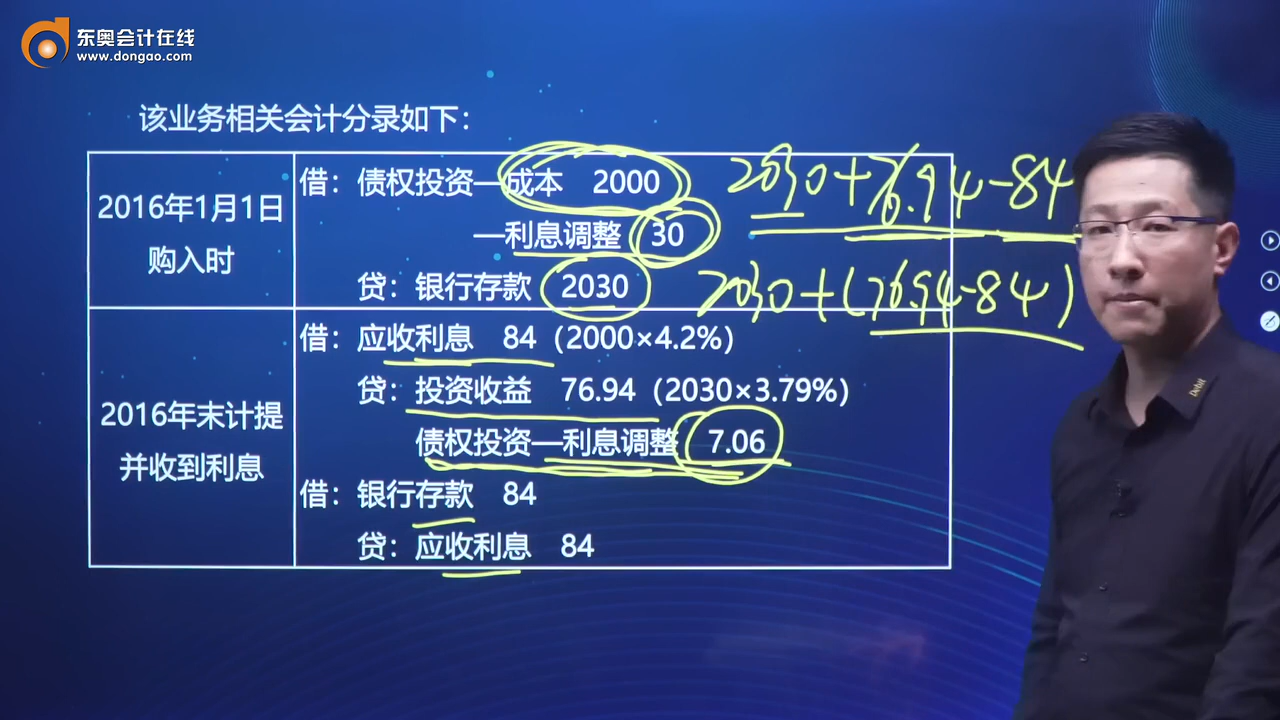 东奥会计在线
www.dongao.com
该业务相关会计分录如下：
2016年1月1日
购入时
借：债权投资—成本 2000
—利息调整 30
贷：银行存款 2030
2030+76.94-84
2030+(76.94-84)
2016年末计提
并收到利息
借：应收利息 84（2000×4.2%）
贷：投资收益 76.94（2030×3.79%）
债权投资—利息调整 7.06
借：银行存款 84
贷：应收利息 84
Debit